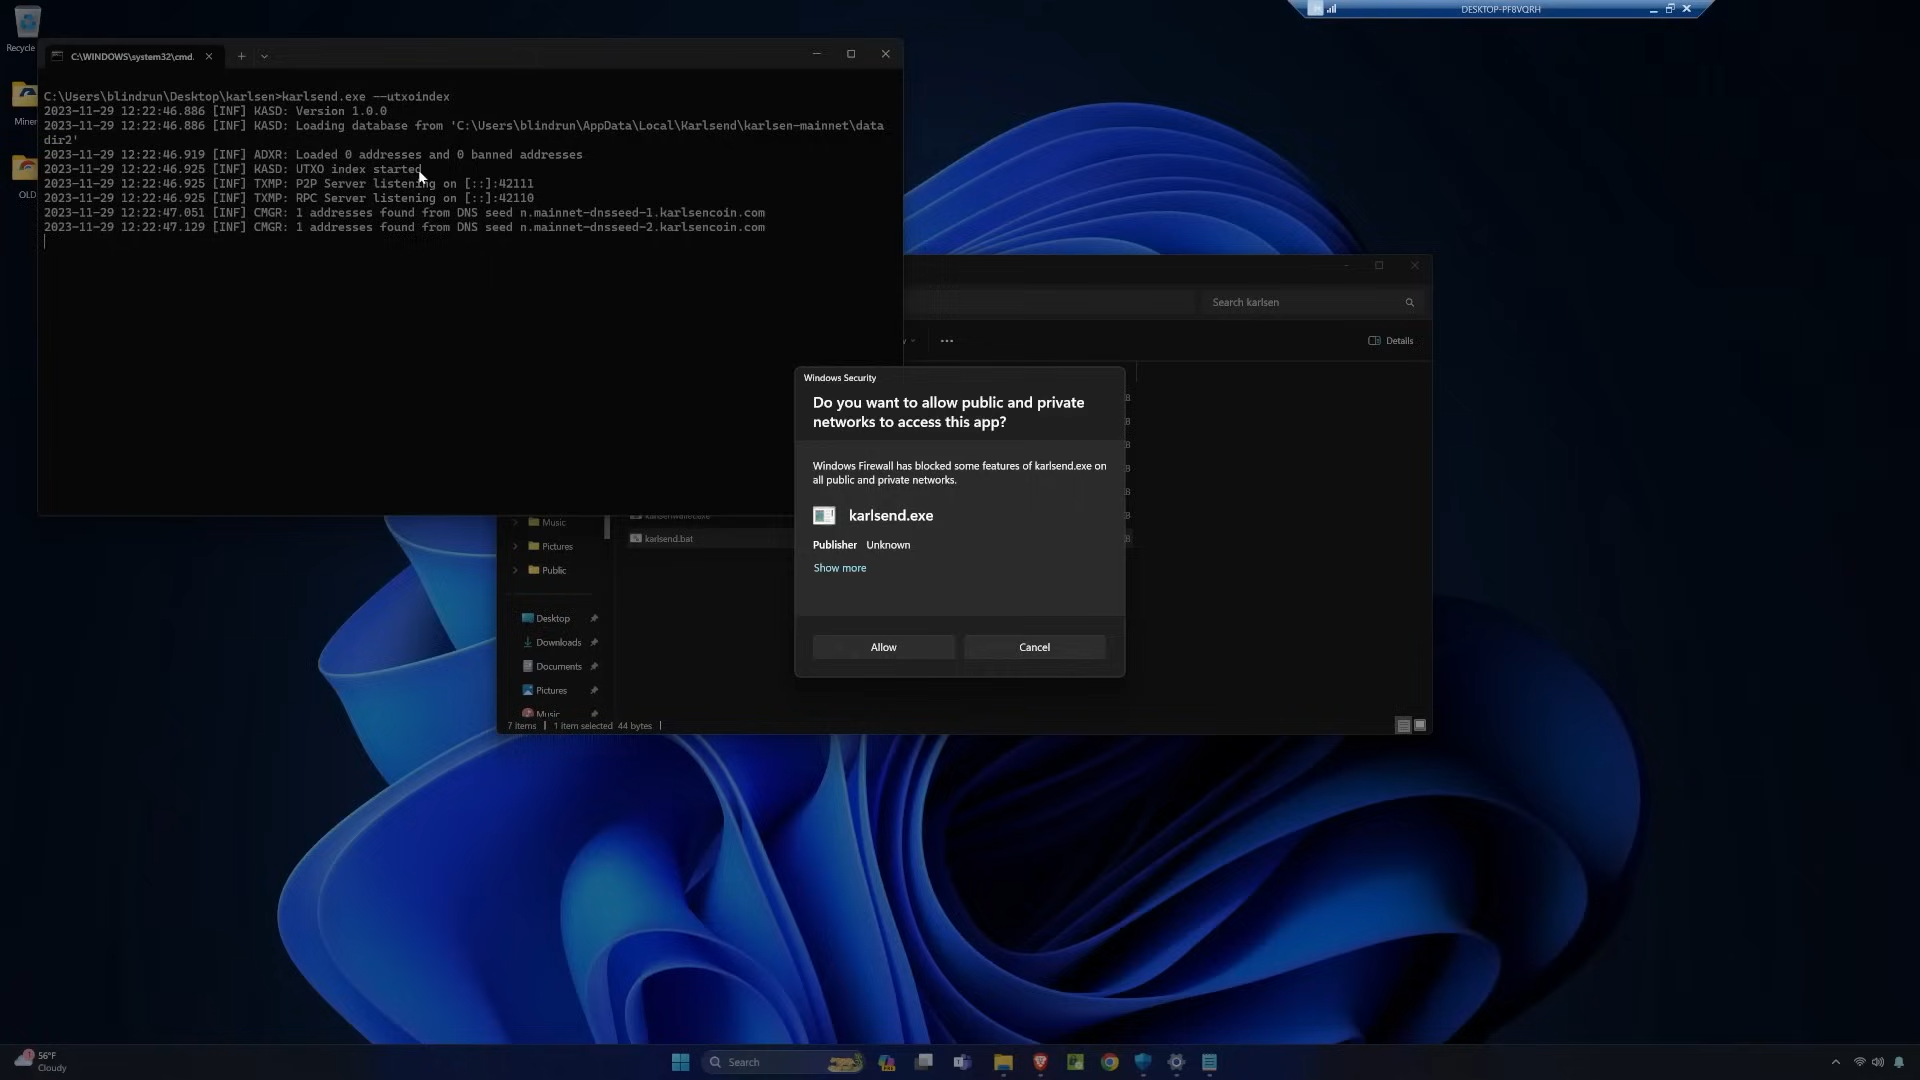 DESKTOP-PF8VQRH
Recycle
Miner
OLD
C:\WINDOWS\system32\cmd.
C:\Users\blindrun\Desktop\karlsen>karlsend.exe --utxoindex
2023-11-29 12:22:46.886 [INF] KASD: Version 1.0.0
2023-11-29 12:22:46.886 [INF] KASD: Loading database from 'C:\Users\blindrun\AppData\Local\Karlsend\karlsen-mainnet\data
dir2'
2023-11-29 12:22:46.919 [INF] ADXR: Loaded 0 addresses and 0 banned addresses
2023-11-29 12:22:46.925 [INF] KASD: UTXO index started
2023-11-29 12:22:46.925 [INF] TXMP: P2P Server listening on [::]:42111
2023-11-29 12:22:46.925 [INF] TXMP: RPC Server listening on [::]:42110
2023-11-29 12:22:47.051 [INF] CMGR: 1 addresses found from DNS seed n.mainnet-dnsseed-1.karlsencoin.com
2023-11-29 12:22:47.129 [INF] CMGR: 1 addresses found from DNS seed n.mainnet-dnsseed-2.karlsencoin.com
Search karlsen
Details
Windows Security
Do you want to allow public and private
networks to access this app?
Windows Firewall has blocked some features of karlsend.exe on
all public and private networks.
karlsend.exe
Publisher Unknown
Show more
Allow
Cancel
karlsend.bat
Music
Pictures
Public
Desktop
Downloads
Documents
Pictures
Music
7 items
1 item selected 44 bytes
56°F
Cloudy
Search